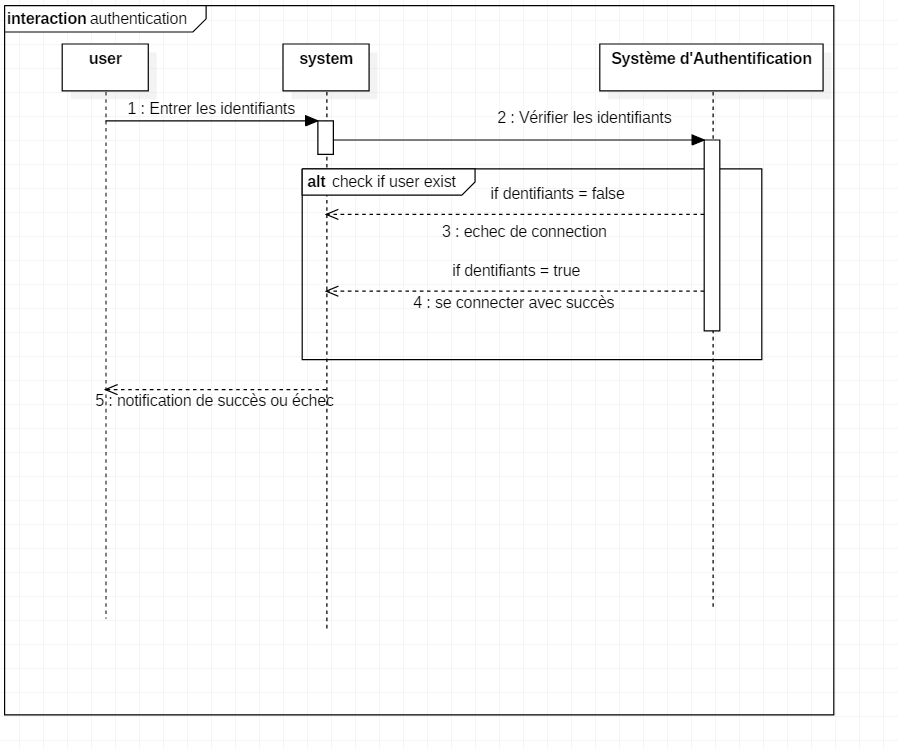 interaction authentication
user
system
Système d'Authentification
1 : Entrer les identifiants
2 : Vérifier les identifiants
alt check if user exist
if dentifiants = false
3 : echec de connection
if dentifiants = true
4 : se connecter avec succès
5 : notification de succès ou échec